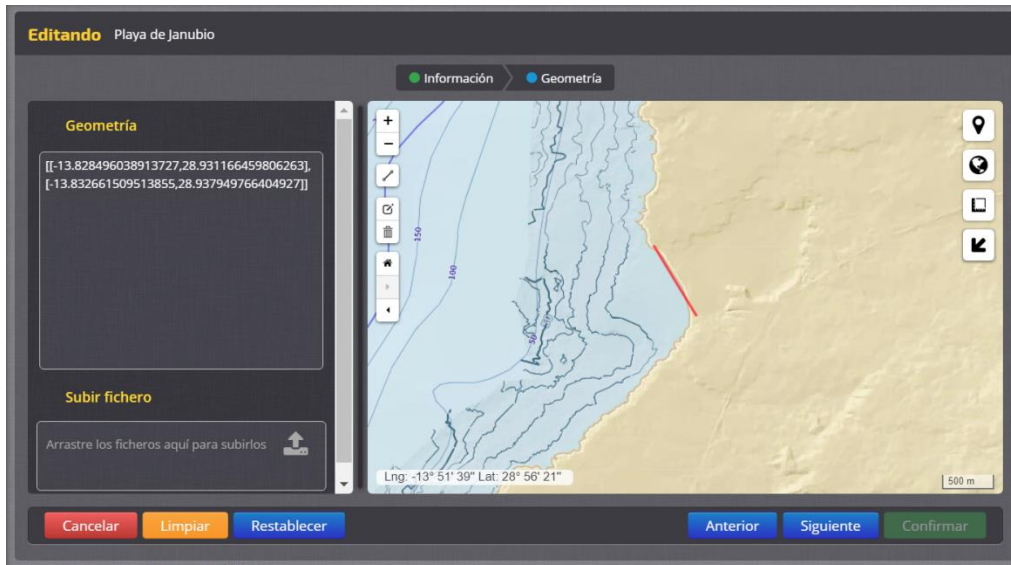 Editando Playa de Janubio
Información Geometría
Geometría
[[-13.828496038913727,28.931166459806263],
[-13.832661509513855,28.937949766404927]]
Subir fichero
Arrastre los ficheros aquí para subirlos
+
−
150
100
50
Lng: -13° 51' 39" Lat: 28° 56' 21"
500 m
Cancelar Limpiar Restablecer Anterior Siguiente Confirmar